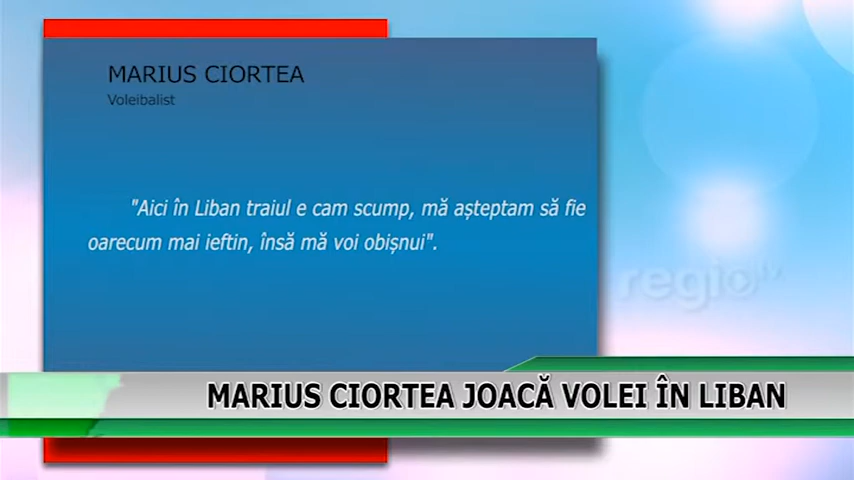 MARIUS CIORTEA
Voleibalist
"Aici în Liban traiul e cam scump, mă așteptam să fie
oarecum mai ieftin, însă mă voi obișnui".
regio tv
MARIUS CIORTEA JOACĂ VOLEI ÎN LIBAN